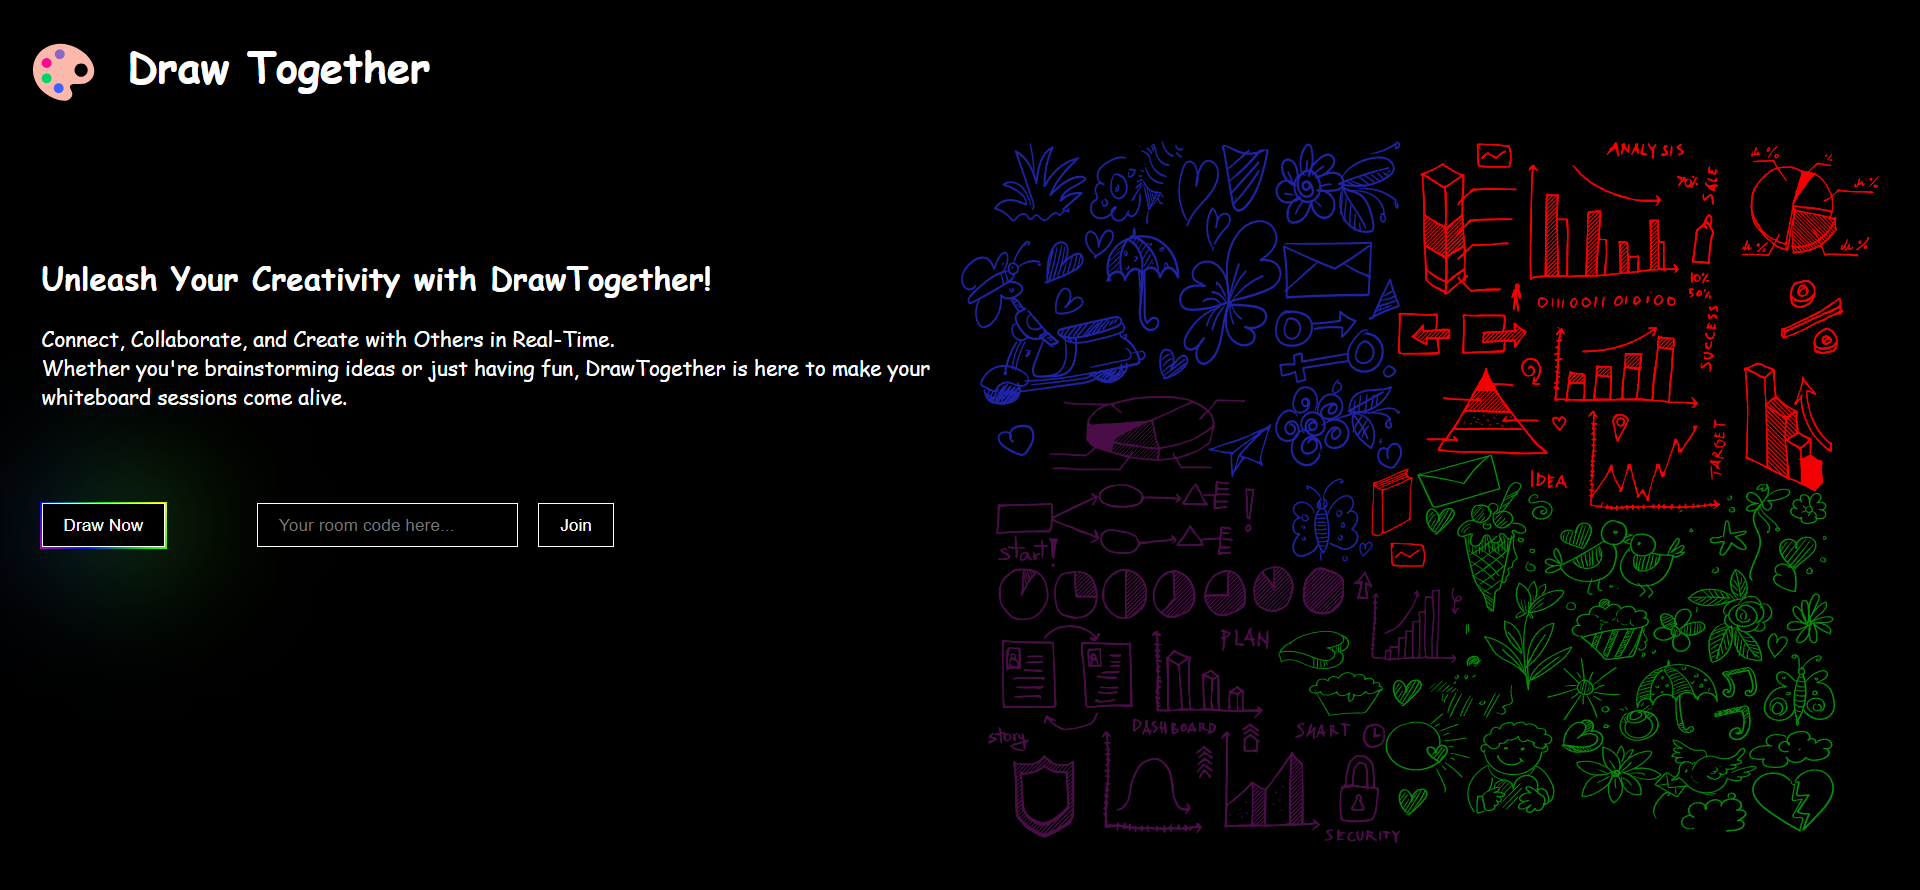 Draw Together
Unleash Your Creativity with DrawTogether!
Connect, Collaborate, and Create with Others in Real-Time.
Whether you're brainstorming ideas or just having fun, DrawTogether is here to make your
whiteboard sessions come alive.
Draw Now
Your room code here...
Join
ANALYSIS
70%
SALE
10%
50%
01110011 010100
SUCCESS
TARGET
IDEA
start!
PLAN
DASHBOARD
SMART
story
SECURITY